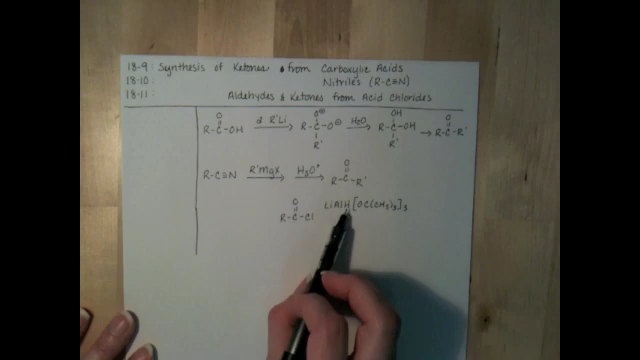 18-9: Synthesis of Ketones from Carboxylic Acids
18-10: Nitriles (R-C≡N)
18-11: Aldehydes & Ketones from Acid Chlorides
O O⊖ OH O
R-C-OH 2 R'Li → R-C-O⊖ H2O → R-C-OH → R-C-R'
R' R'
O
R-C≡N R'MgX → H3O+ → R-C-R'
O
R-C-Cl LiAlH[OC(CH3)3]3